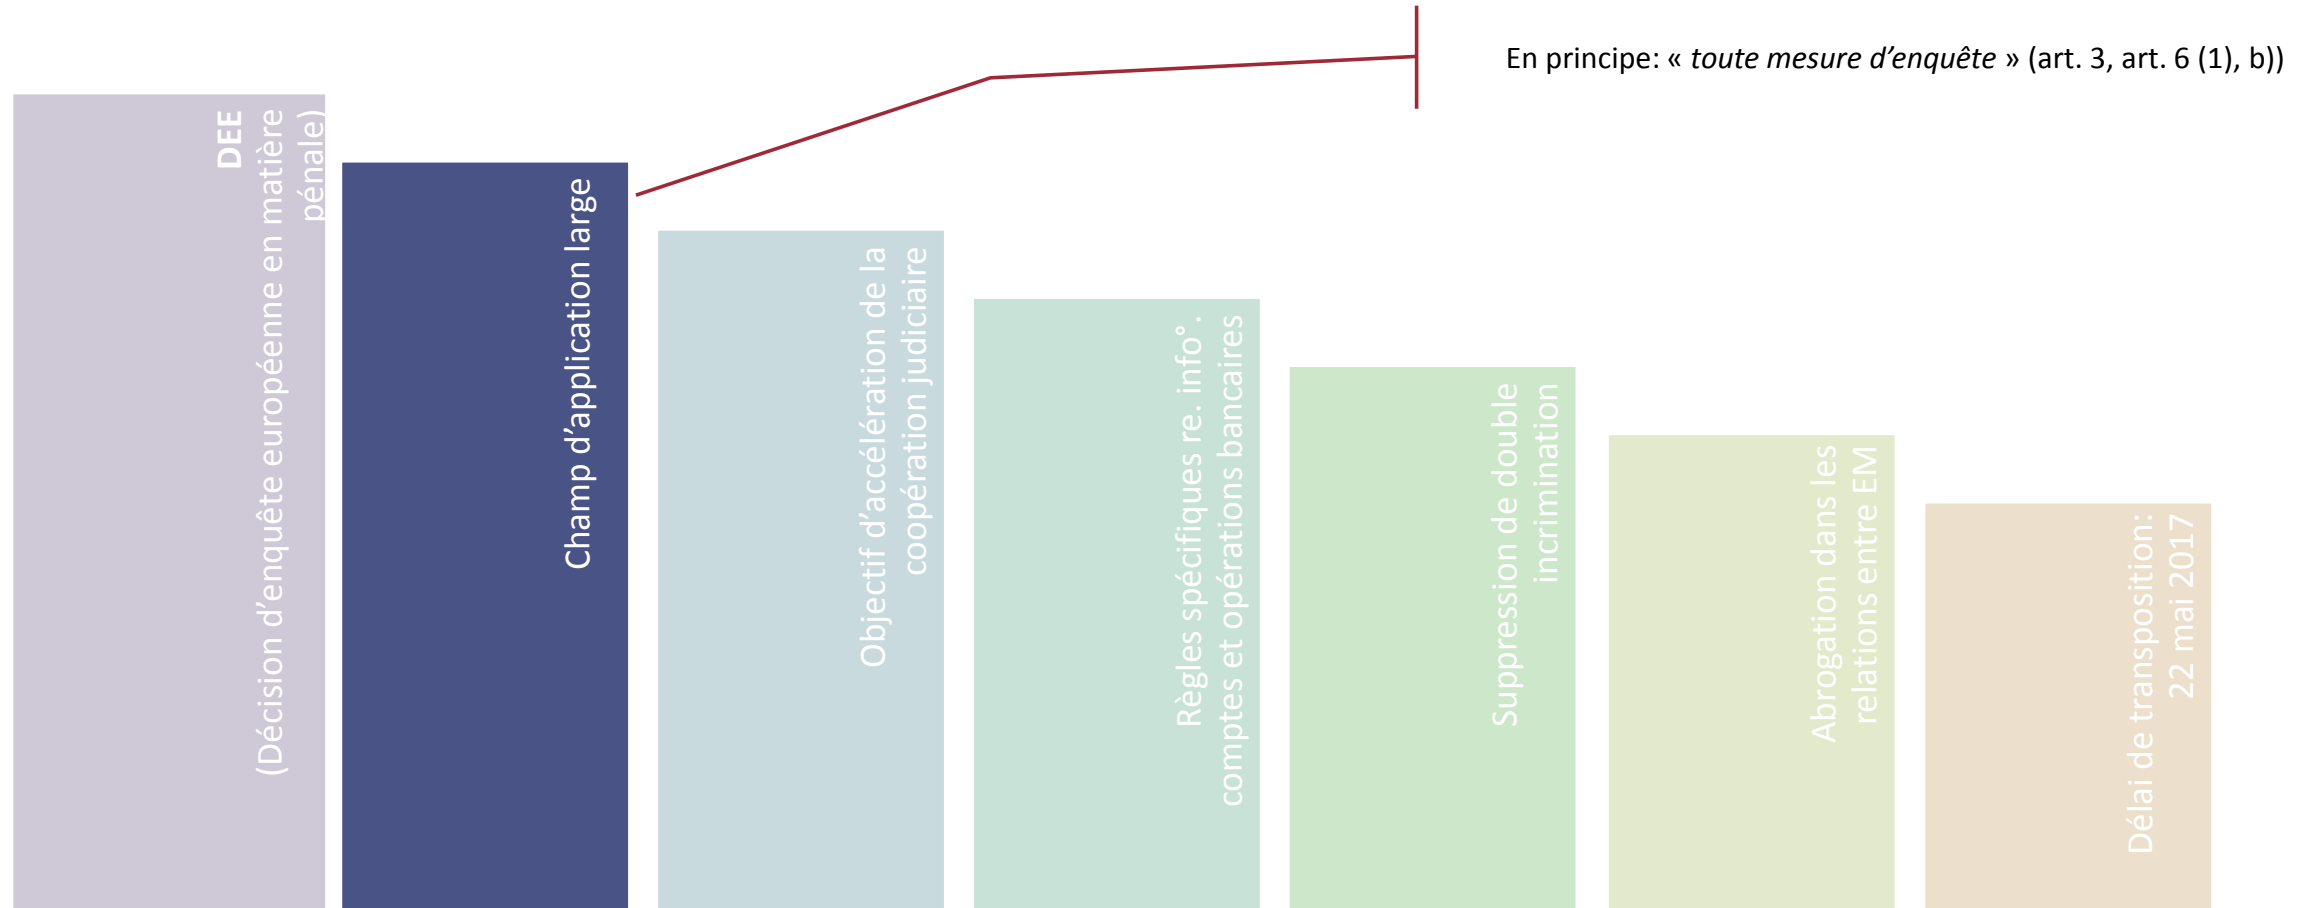 En principe: « toute mesure d’enquête » (art. 3, art. 6 (1), b))
DEE
(Décision d’enquête européenne en matière
pénale)
Champ d’application large
Objectif d’accélération de la
coopération judiciaire
Règles spécifiques re. info°.
comptes et opérations bancaires
Suppression de double
incrimination
Abrogation dans les
relations entre EM
Délai de transposition:
22 mai 2017